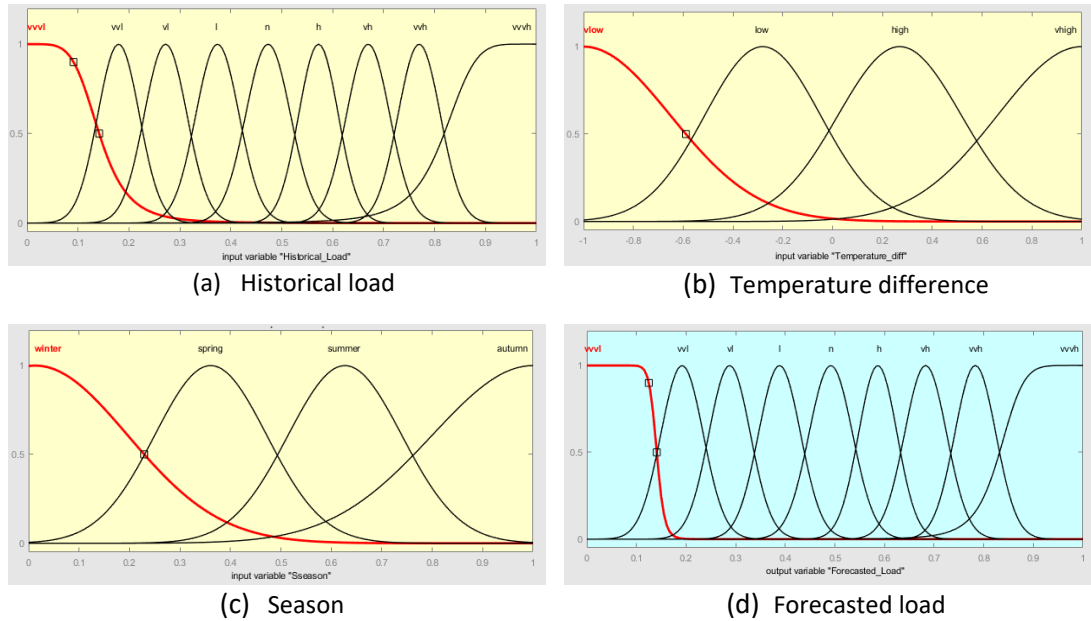 vvvl vvl vl l n h vh vvh vvvh
1
0.5
0
0 0.1 0.2 0.3 0.4 0.5 0.6 0.7 0.8 0.9 1
input variable "Historical_Load"
(a) Historical load
vlow low high vhigh
1
0.5
0
-1 -0.8 -0.6 -0.4 -0.2 0 0.2 0.4 0.6 0.8 1
input variable "Temperature_diff"
(b) Temperature difference
winter spring summer autumn
1
0.5
0
0 0.1 0.2 0.3 0.4 0.5 0.6 0.7 0.8 0.9 1
input variable "Sseason"
(c) Season
vvvl vvl vl l n h vh vvh vvvh
1
0.5
0
0 0.1 0.2 0.3 0.4 0.5 0.6 0.7 0.8 0.9 1
output variable "Forecasted_Load"
(d) Forecasted load